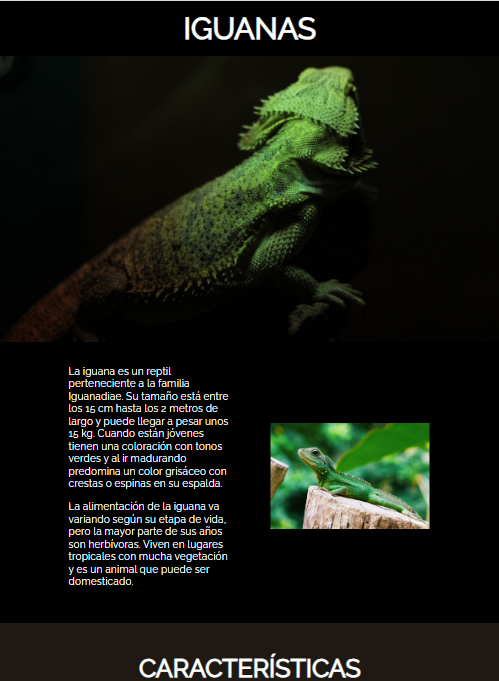 IGUANAS
La iguana es un reptil
perteneciente a la familia
Iguanadiae. Su tamaño está entre
los 15 cm hasta los 2 metros de
largo y puede llegar a pesar unos
15 kg. Cuando están jóvenes
tienen una coloración con tonos
verdes y al ir madurando
predomina un color grisáceo con
crestas o espinas en su espalda.
La alimentación de la iguana va
variando según su etapa de vida,
pero la mayor parte de sus años
son herbívoras. Viven en lugares
tropicales con mucha vegetación
y es un animal que puede ser
domesticado.
CARACTERÍSTICAS